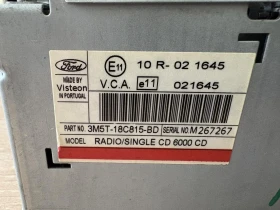 Ford
E11 10 R- 02 1645
MADE BY
Visteon
IN PORTUGAL
V.C.A. e11 021645
PART NO. 3M5T-18C815-BD SERIAL NO. M267267
MODEL RADIO/SINGLE CD 6000 CD